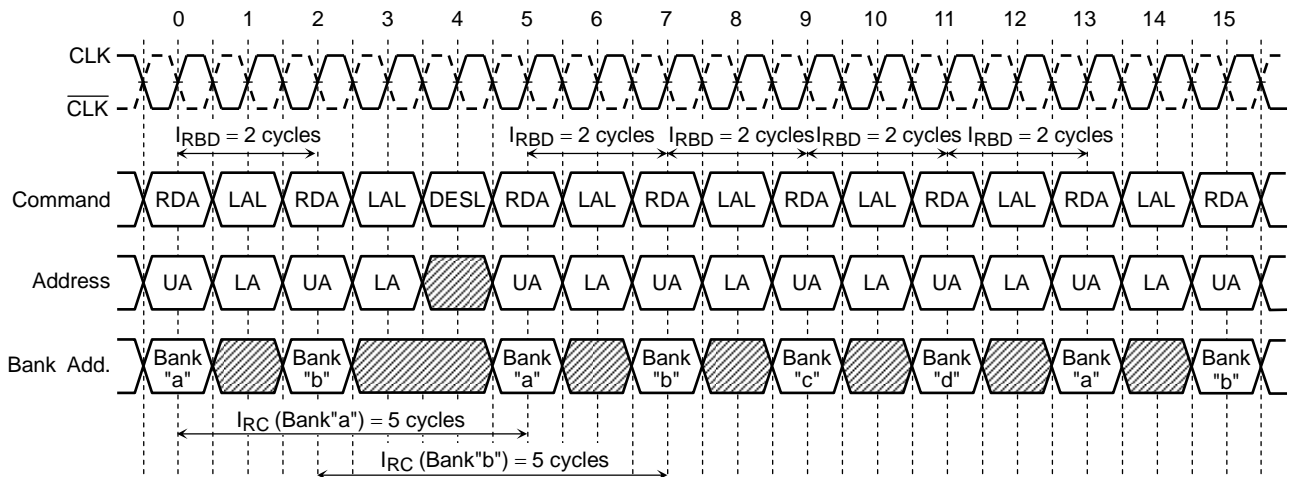 0 1 2 3 4 5 6 7 8 9 10 11 12 13 14 15
CLK
CLK
IRBD = 2 cycles IRBD = 2 cycles IRBD = 2 cycles IRBD = 2 cycles IRBD = 2 cycles
Command RDA LAL RDA LAL DESL RDA LAL RDA LAL RDA LAL RDA LAL RDA LAL RDA
Address UA LA UA LA UA LA UA LA UA LA UA LA UA LA UA
Bank Add. Bank "a" Bank "b" Bank "a" Bank "b" Bank "c" Bank "d" Bank "a" Bank "b"
IRC (Bank"a") = 5 cycles
IRC (Bank"b") = 5 cycles